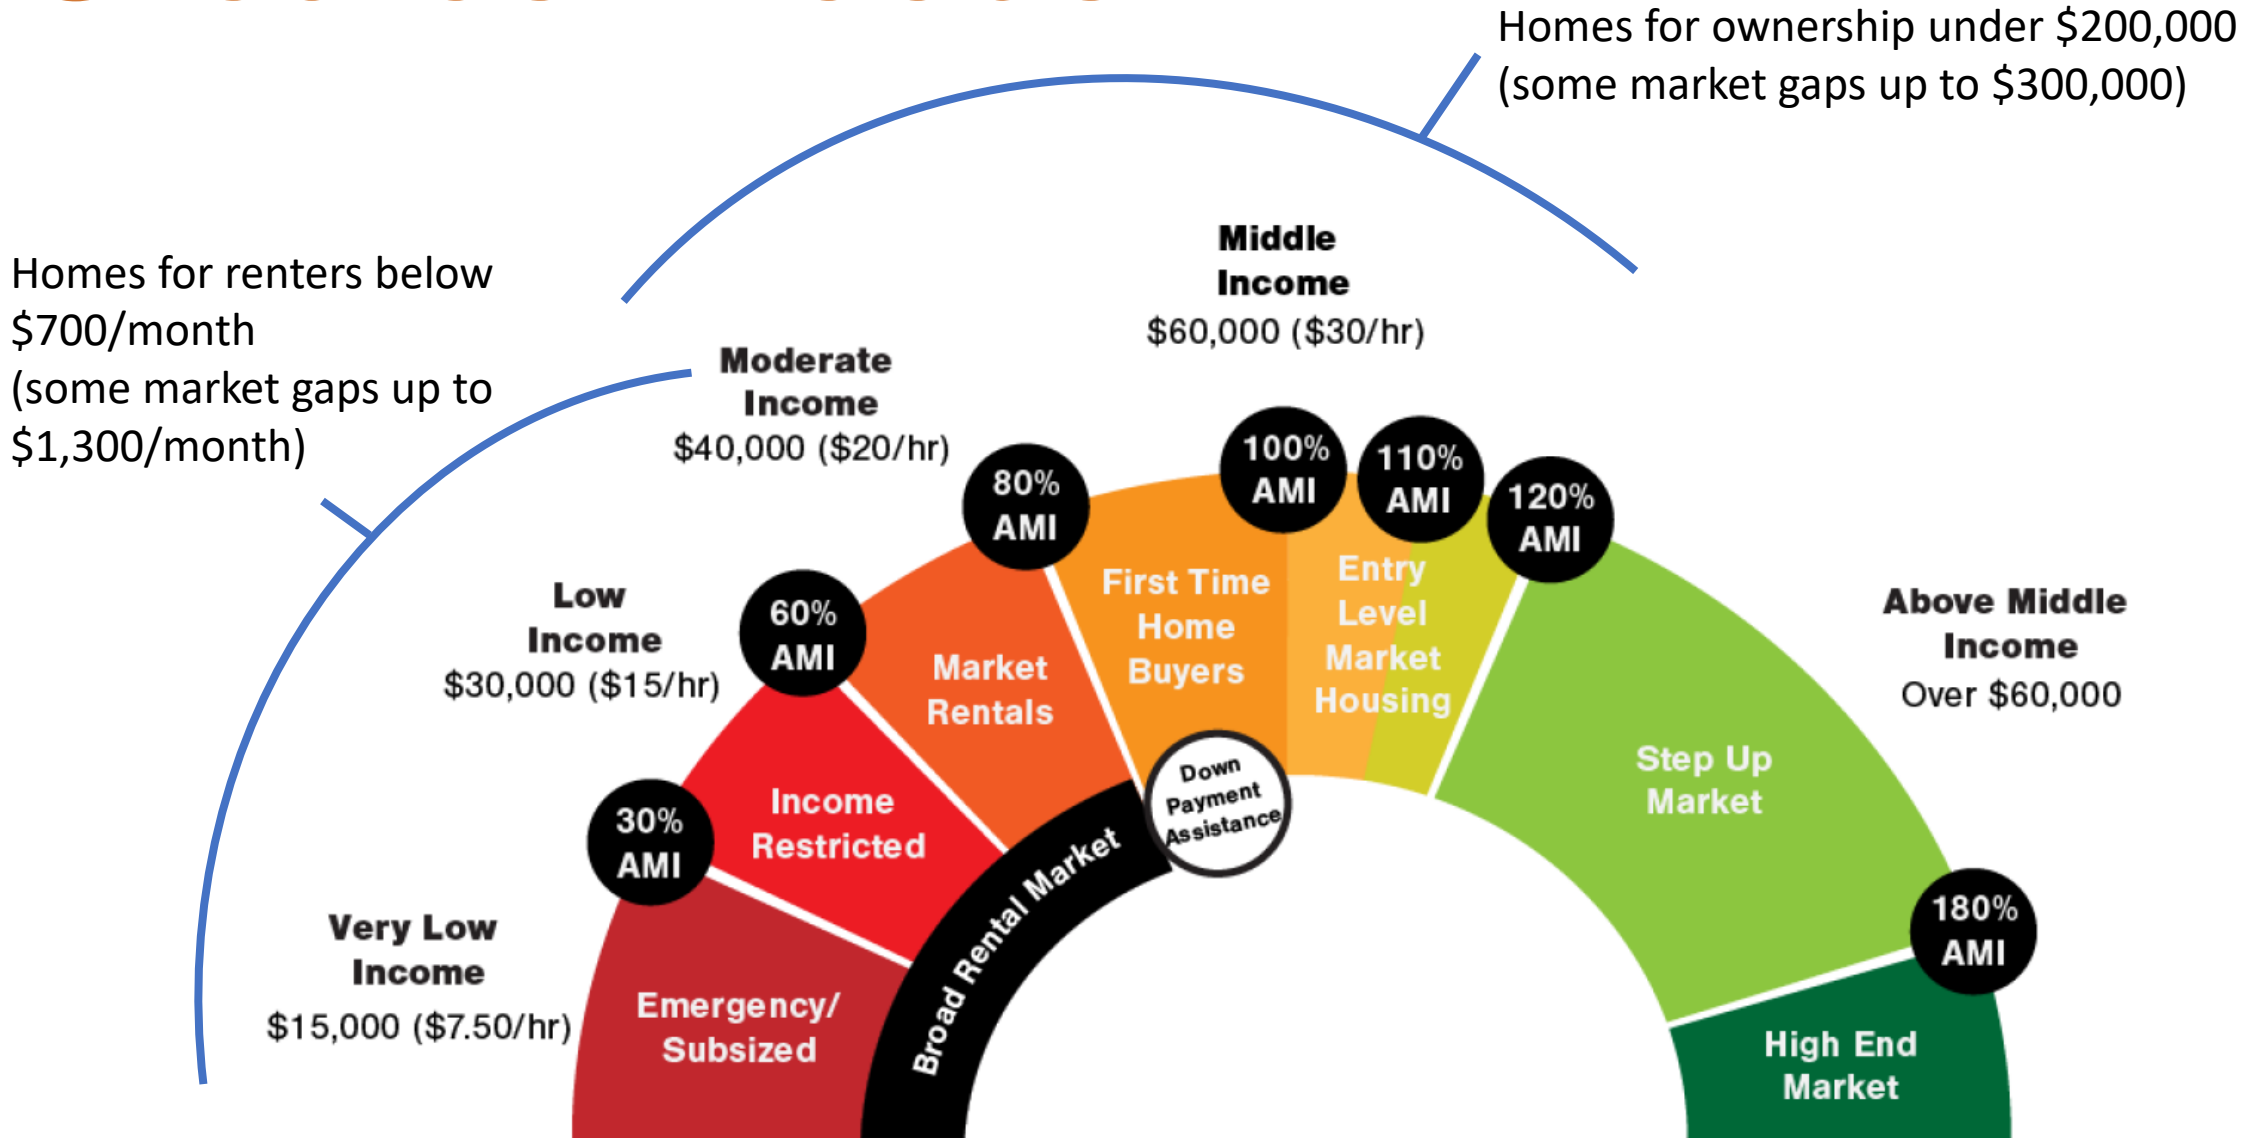 Homes for ownership under $200,000
(some market gaps up to $300,000)
Homes for renters below
$700/month
(some market gaps up to
$1,300/month)
Middle
Income
$60,000 ($30/hr)
Moderate
Income
$40,000 ($20/hr)
Low
Income
$30,000 ($15/hr)
Very Low
Income
$15,000 ($7.50/hr)
Above Middle
Income
Over $60,000
30%
AMI
60%
AMI
80%
AMI
100%
AMI
110%
AMI
120%
AMI
180%
AMI
Emergency/
Subsized
Income
Restricted
Market
Rentals
First Time
Home
Buyers
Entry
Level
Market
Housing
Step Up
Market
High End
Market
Broad Rental Market
Down
Payment
Assistance